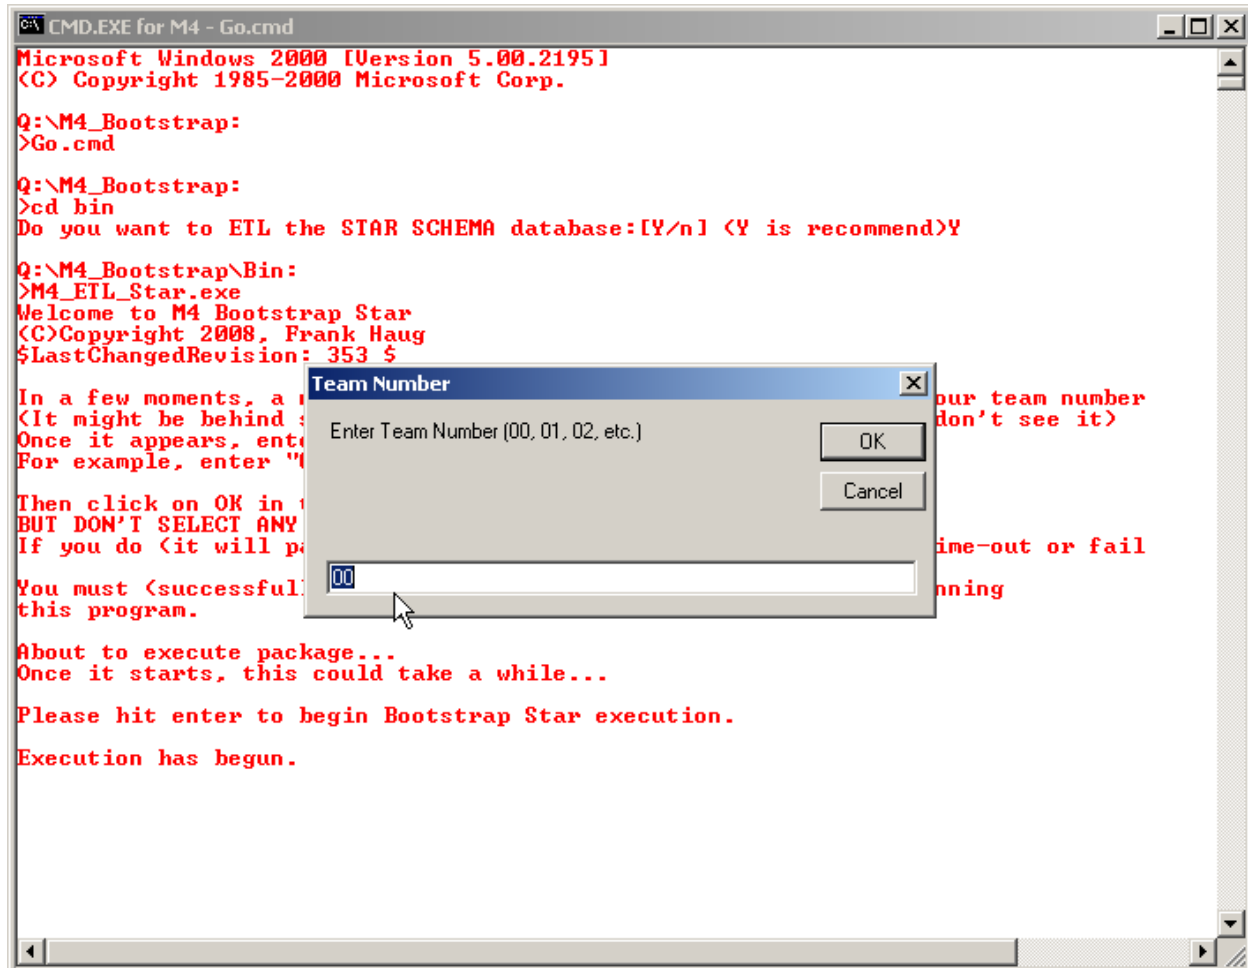 CMD.EXE for M4 - Go.cmd
Microsoft Windows 2000 [Version 5.00.2195]
(C) Copyright 1985-2000 Microsoft Corp.
Q:\M4_Bootstrap:
>Go.cmd
Q:\M4_Bootstrap:
>cd bin
Do you want to ETL the STAR SCHEMA database:[Y/n] (Y is recommend)Y
Q:\M4_Bootstrap\Bin:
>M4_ETL_Star.exe
Welcome to M4 Bootstrap Star
(C)Copyright 2008, Frank Haug
$LastChangedRevision: 353 $
In a few moments, a
our team number
(It might be behind
don't see it)
Once it appears,
For example, enter
Then click on OK in
BUT DON'T SELECT ANY
If you do (it will
ime-out or fail
You must
nning
this program.
About to execute package...
Once it starts, this could take a while...
Please hit enter to begin Bootstrap Star execution.
Execution has begun.
Team Number
Enter Team Number (00, 01, 02, etc.)
OK
Cancel
00